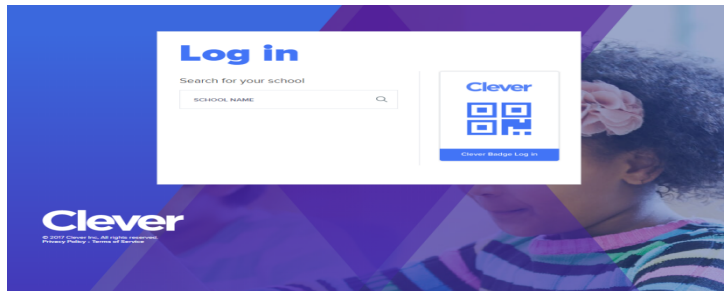 Log in
Search for your school
SCHOOL NAME
Clever
Clever Badge Log in
Clever
© 2017 Clever Inc. All rights reserved.
Privacy Policy - Terms of Service